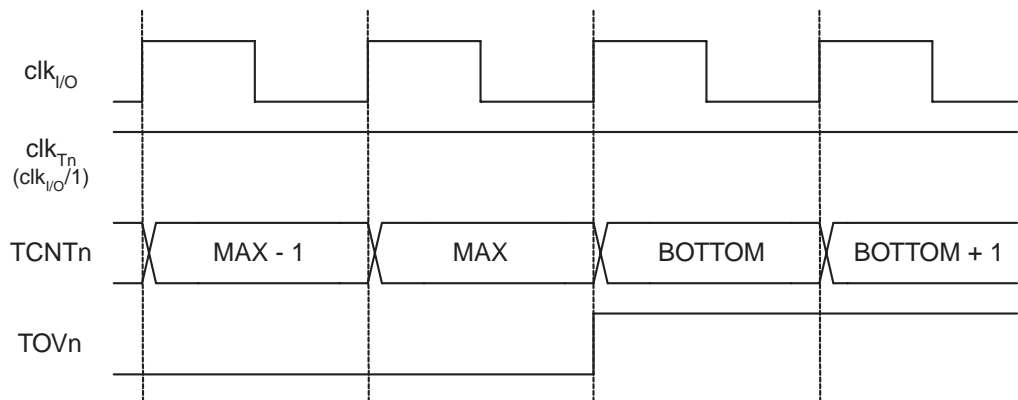 clkI/O
clkTn
(clkI/O/1)
TCNTn MAX - 1 MAX BOTTOM BOTTOM + 1
TOVn